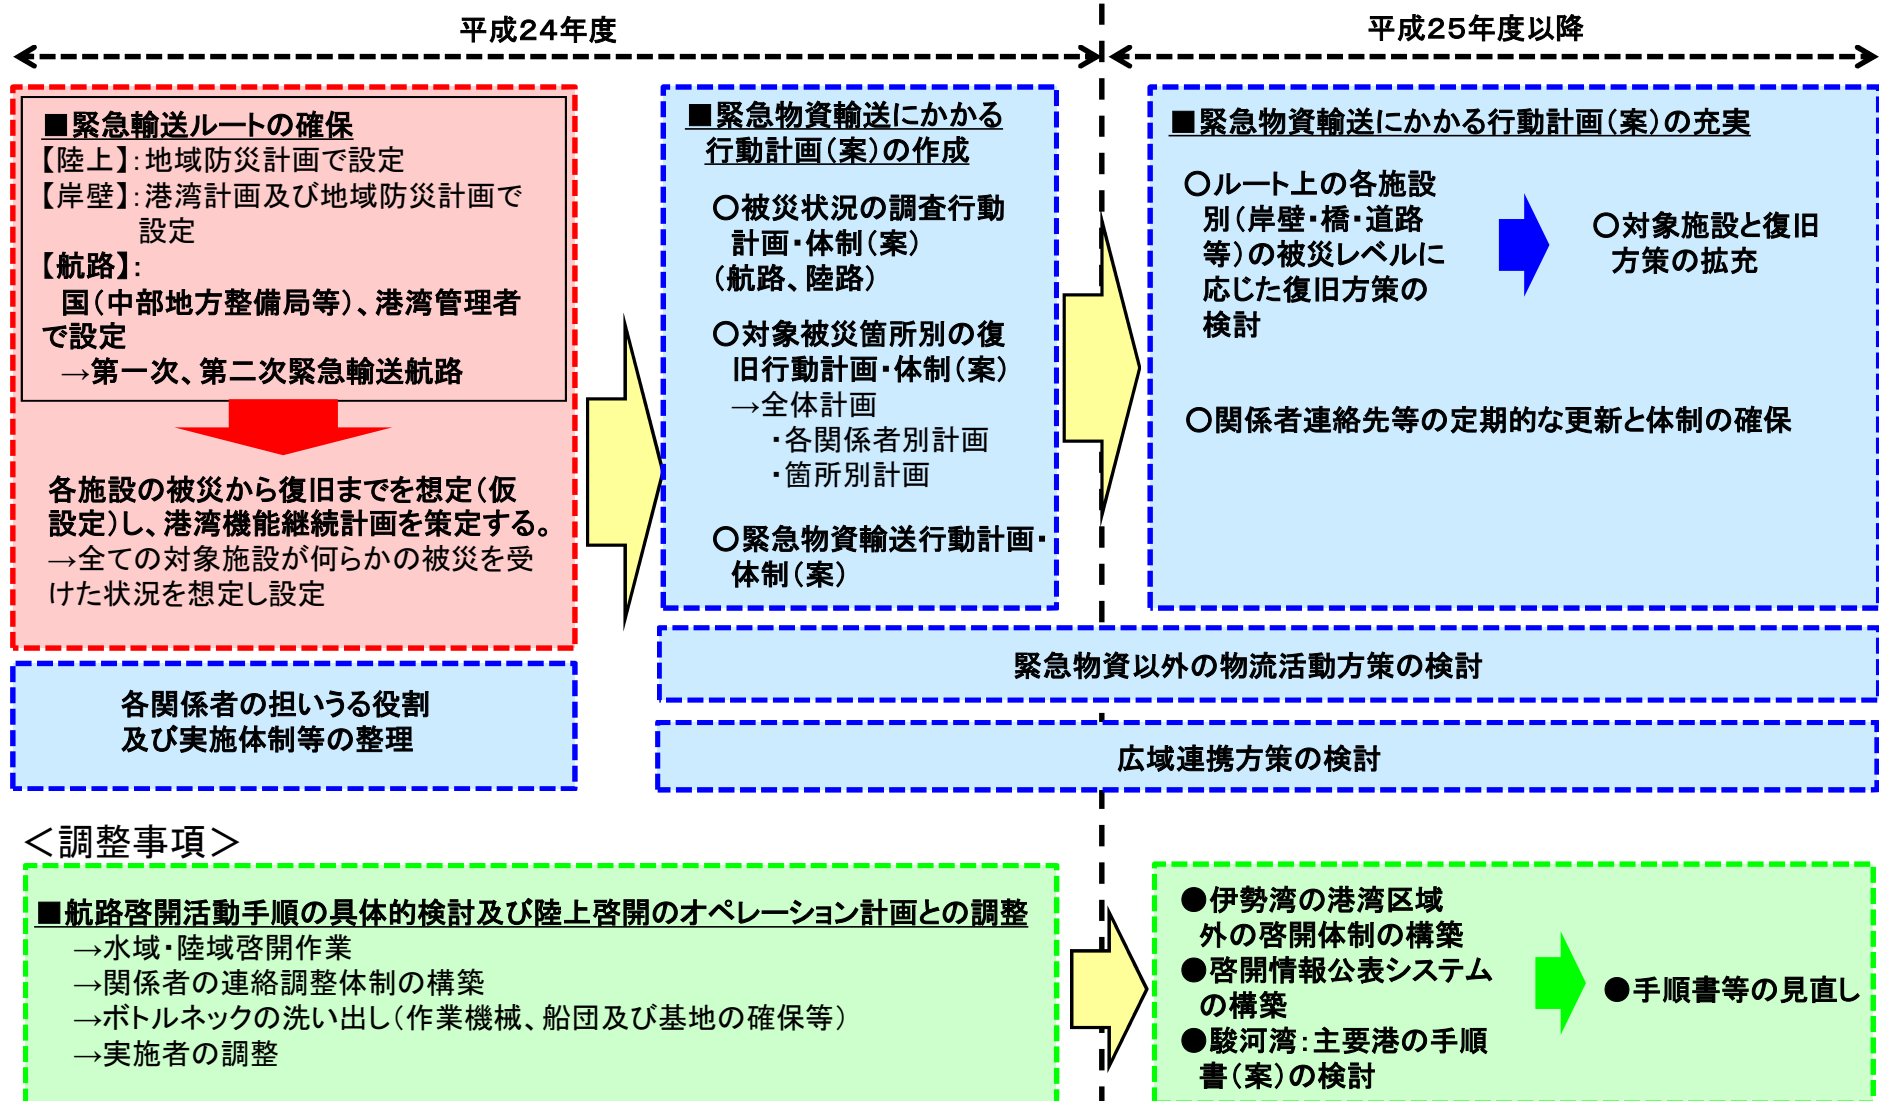 平成24年度
平成25年度以降
■緊急輸送ルートの確保
【陸上】：地域防災計画で設定
【岸壁】：港湾計画及び地域防災計画で
設定
【航路】：
国（中部地方整備局等）、港湾管理者
で設定
→第一次、第二次緊急輸送航路
各施設の被災から復旧までを想定（仮
設定）し、港湾機能継続計画を策定する。
→全ての対象施設が何らかの被災を受
けた状況を想定し設定
各関係者の担いうる役割
及び実施体制等の整理
■緊急物資輸送にかかる
行動計画（案）の作成
○被災状況の調査行動
計画・体制（案）
（航路、陸路）
○対象被災箇所別の復
旧行動計画・体制（案）
→全体計画
・各関係者別計画
・箇所別計画
○緊急物資輸送行動計画・
体制（案）
■緊急物資輸送にかかる行動計画（案）の充実
○ルート上の各施設
別（岸壁・橋・道路
等）の被災レベルに
応じた復旧方策の
検討
○対象施設と復旧
方策の拡充
○関係者連絡先等の定期的な更新と体制の確保
緊急物資以外の物流活動方策の検討
広域連携方策の検討
＜調整事項＞
■航路啓開活動手順の具体的検討及び陸上啓開のオペレーション計画との調整
→水域・陸域啓開作業
→関係者の連絡調整体制の構築
→ボトルネックの洗い出し（作業機械、船団及び基地の確保等）
→実施者の調整
●伊勢湾の港湾区域
外の啓開体制の構築
●啓開情報公表システム
の構築
●駿河湾：主要港の手順
書（案）の検討
●手順書等の見直し